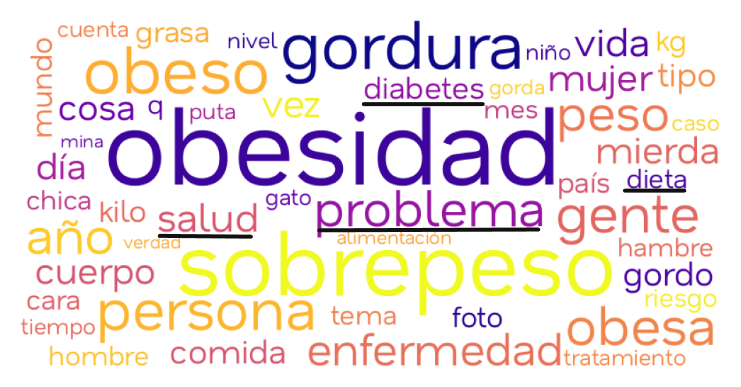 cuenta grasa nivel gordura niño vida kg
mundo obeso diabetes gorda mujer tipo
cosa q puta vez mes peso caso
mina obesidad mierda
día país dieta
chica kilo salud gato problema gente
año verdad alimentación hambre
cuerpo sobrepeso gordo
cara persona tema foto riesgo
tiempo obesa
hombre comida enfermedad tratamiento